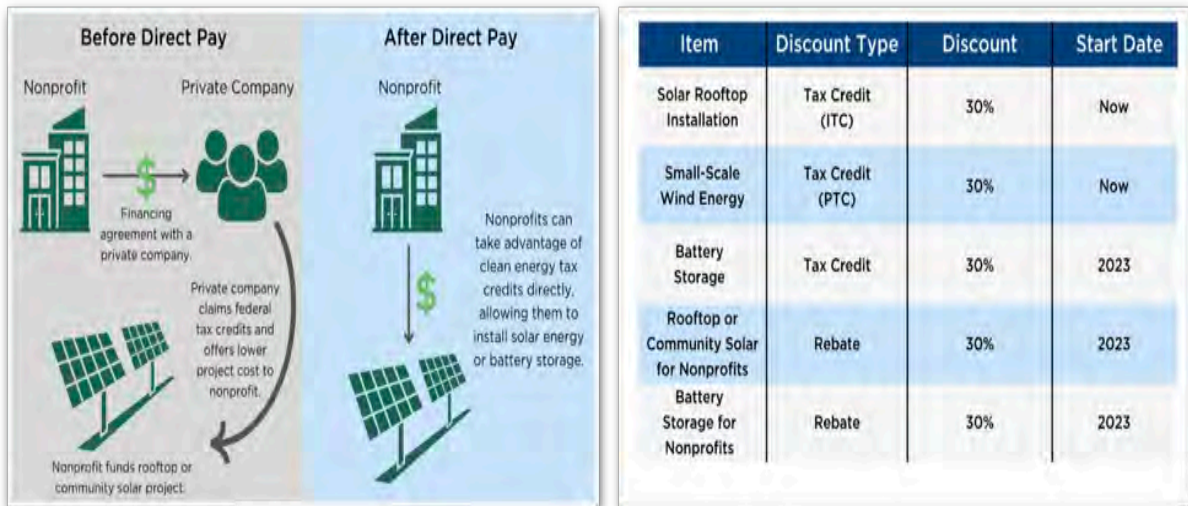 Before Direct Pay
Nonprofit
Private Company
$
Financing
agreement with a
private company.
Private company
claims federal
tax credits and
offers lower
project cost to
nonprofit.
Nonprofit funds rooftop or
community solar project.
After Direct Pay
Nonprofit
$
Nonprofits can
take advantage of
clean energy tax
credits directly,
allowing them to
install solar energy
or battery storage.
Item Discount Type Discount Start Date
Solar Rooftop
Installation
Tax Credit
(ITC)
30%
Now
Small-Scale
Wind Energy
Tax Credit
(PTC)
30%
Now
Battery
Storage
Tax Credit
30%
2023
Rooftop or
Community Solar
for Nonprofits
Rebate
30%
2023
Battery
Storage for
Nonprofits
Rebate
30%
2023